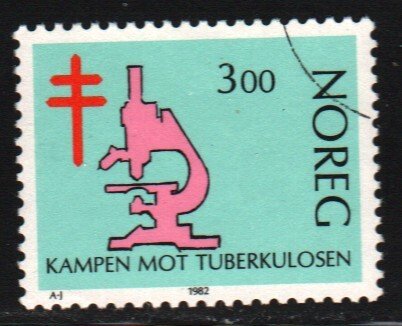 3.00
NOREG
KAMPEN MOT TUBERKULOSEN
A-J 1982